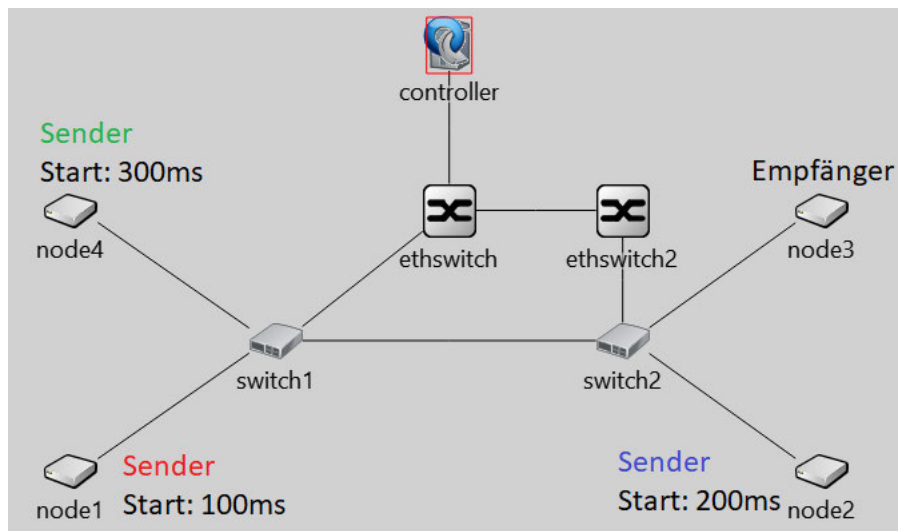 controller
Sender
Start: 300ms
Empfänger
node4
ethswitch
ethswitch2
node3
switch1
switch2
Sender
Start: 100ms
node1
Sender
Start: 200ms
node2